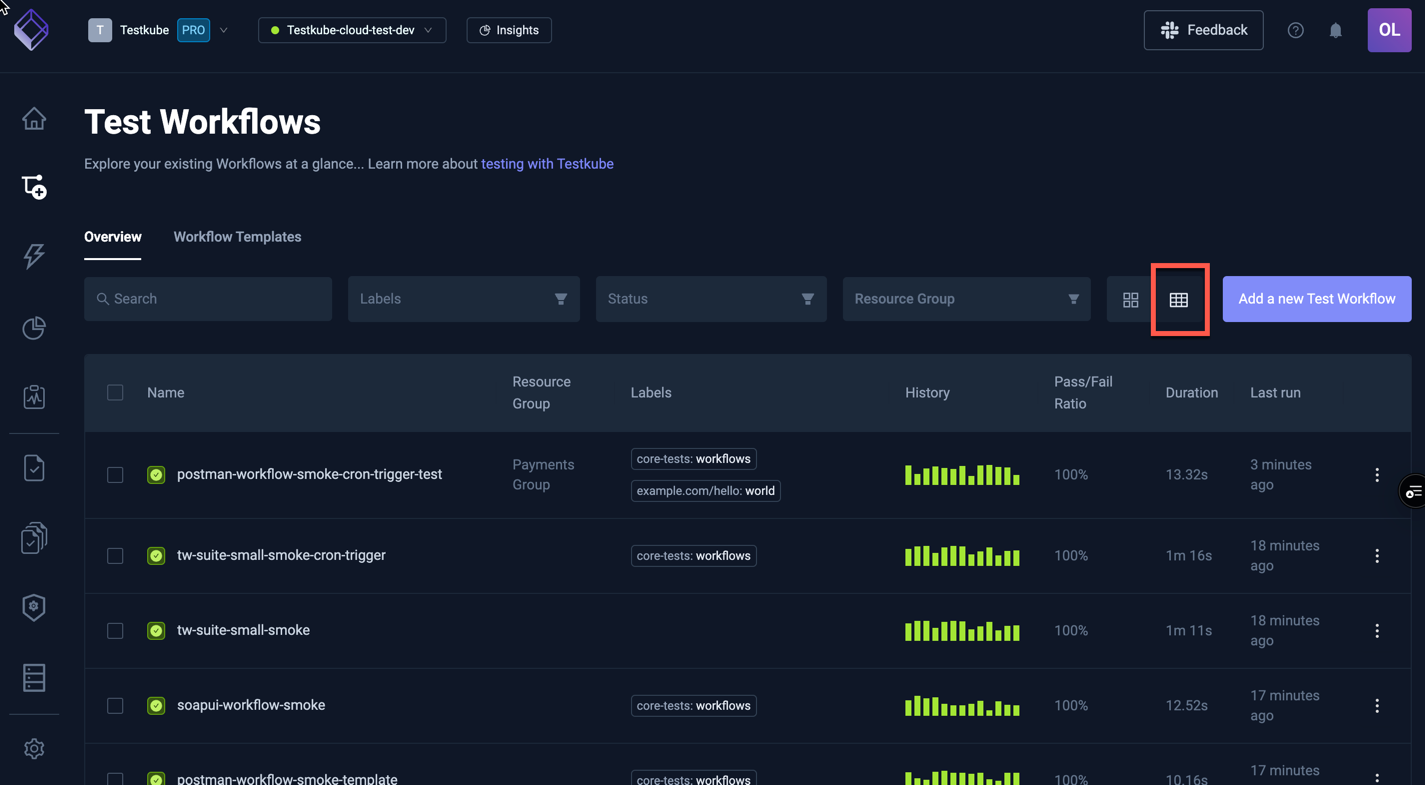 T Testkube PRO Testkube-cloud-test-dev Insights Feedback OL
Test Workflows
Explore your existing Workflows at a glance... Learn more about testing with Testkube
Overview Workflow Templates
Search Labels Status Resource Group Add a new Test Workflow
Name Resource Group Labels History Pass/Fail Ratio Duration Last run
postman-workflow-smoke-cron-trigger-test Payments Group core-tests: workflows example.com/hello: world 100% 13.32s 3 minutes ago
tw-suite-small-smoke-cron-trigger core-tests: workflows 100% 1m 16s 18 minutes ago
tw-suite-small-smoke 100% 1m 11s 18 minutes ago
soapui-workflow-smoke core-tests: workflows 100% 12.52s 17 minutes ago
postman-workflow-smoke-template core-tests: workflows 100% 10.16s 17 minutes